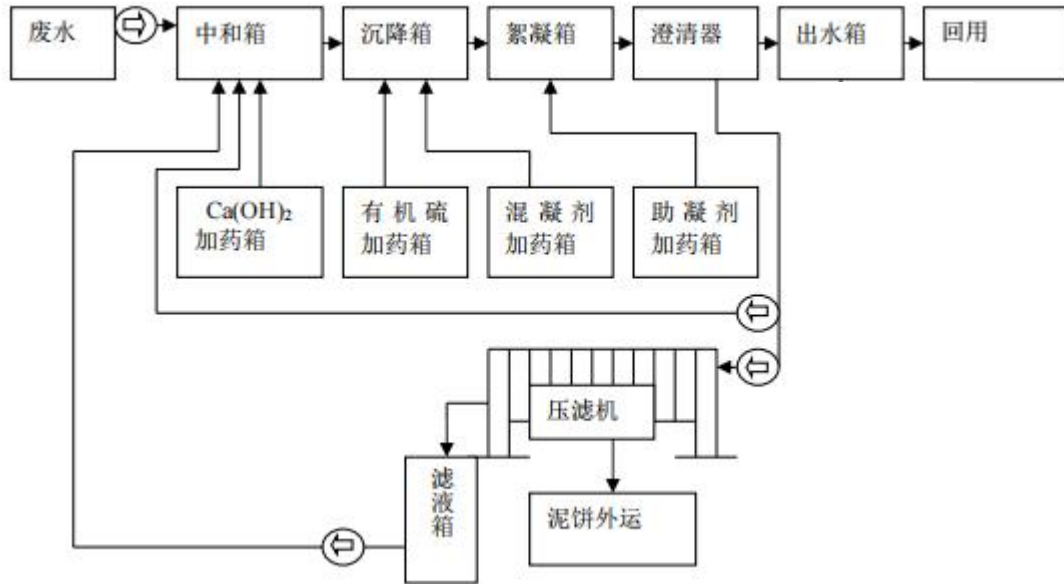 废水
中和箱
沉降箱
絮凝箱
澄清器
出水箱
回用
Ca(OH)₂
加药箱
有机硫
加药箱
混凝剂
加药箱
助凝剂
加药箱
压滤机
滤
液
箱
泥饼外运